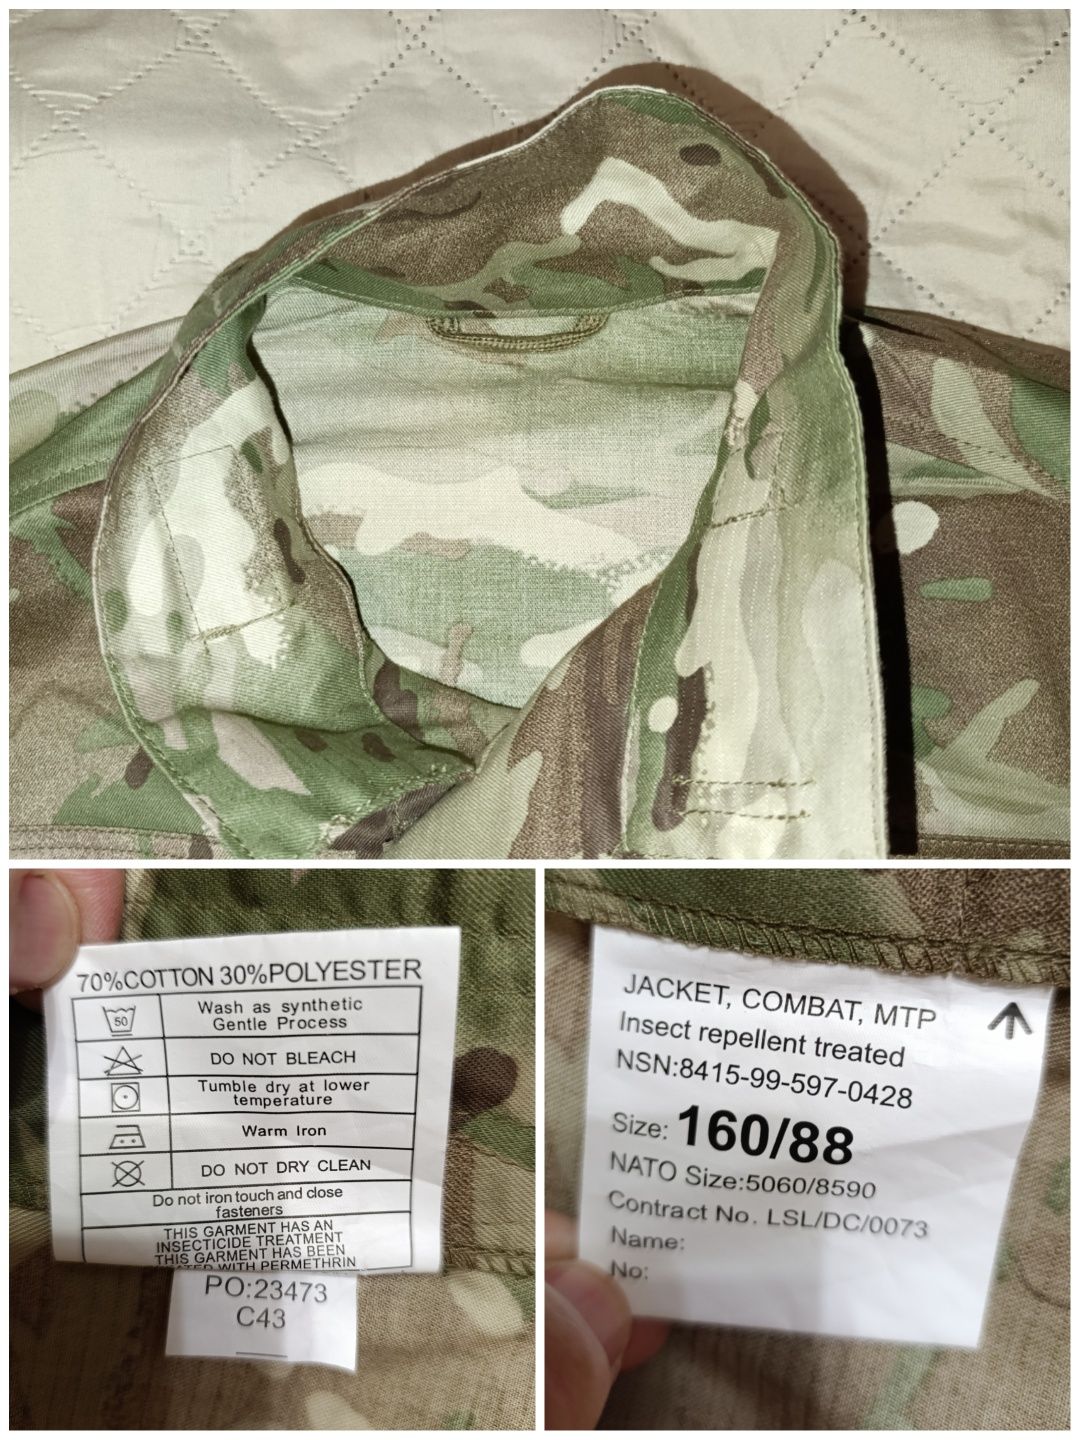 70%COTTON 30%POLYESTER
50
Wash as synthetic
Gentle Process
DO NOT BLEACH
Tumble dry at lower
temperature
Warm Iron
DO NOT DRY CLEAN
Do not iron touch and close
fasteners
THIS GARMENT HAS AN
INSECTICIDE TREATMENT
THIS GARMENT HAS BEEN
TREATED WITH PERMETHRIN
PO:23473
C43
JACKET, COMBAT, MTP
Insect repellent treated
NSN:8415-99-597-0428
Size: 160/88
NATO Size:5060/8590
Contract No. LSL/DC/0073
Name:
No: